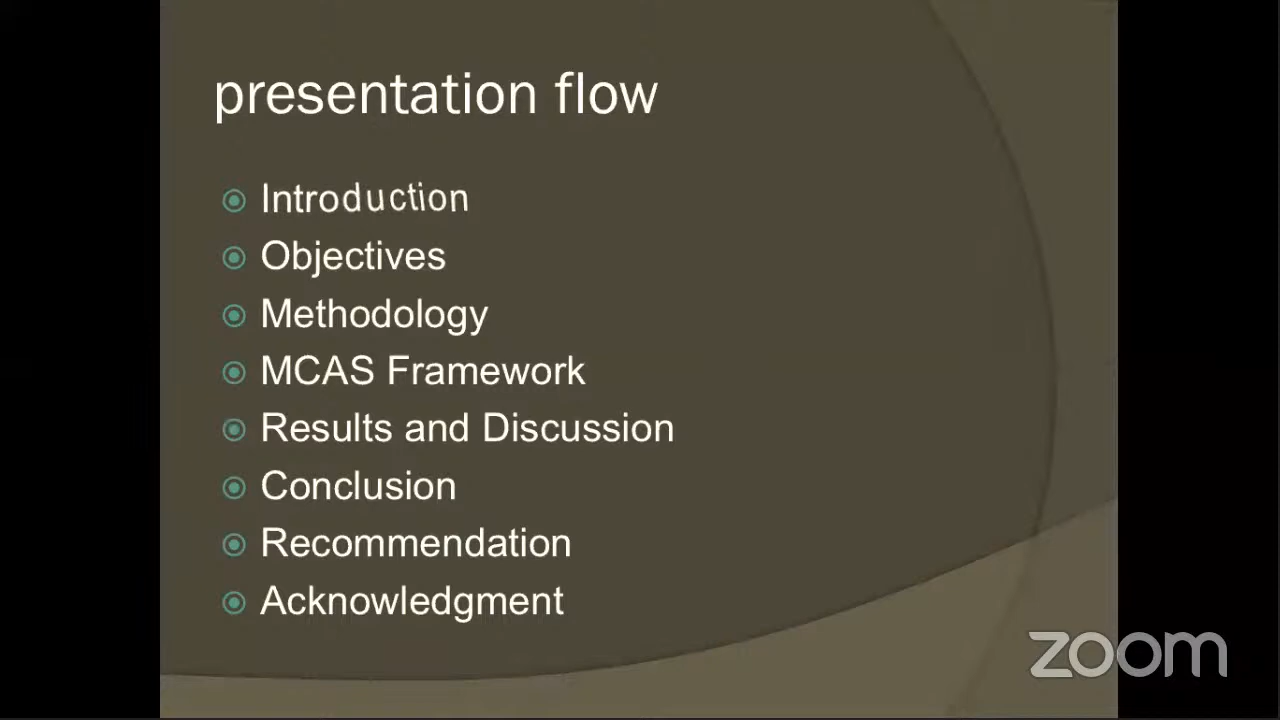 presentation flow
Introduction
Objectives
Methodology
MCAS Framework
Results and Discussion
Conclusion
Recommendation
Acknowledgment
zoom